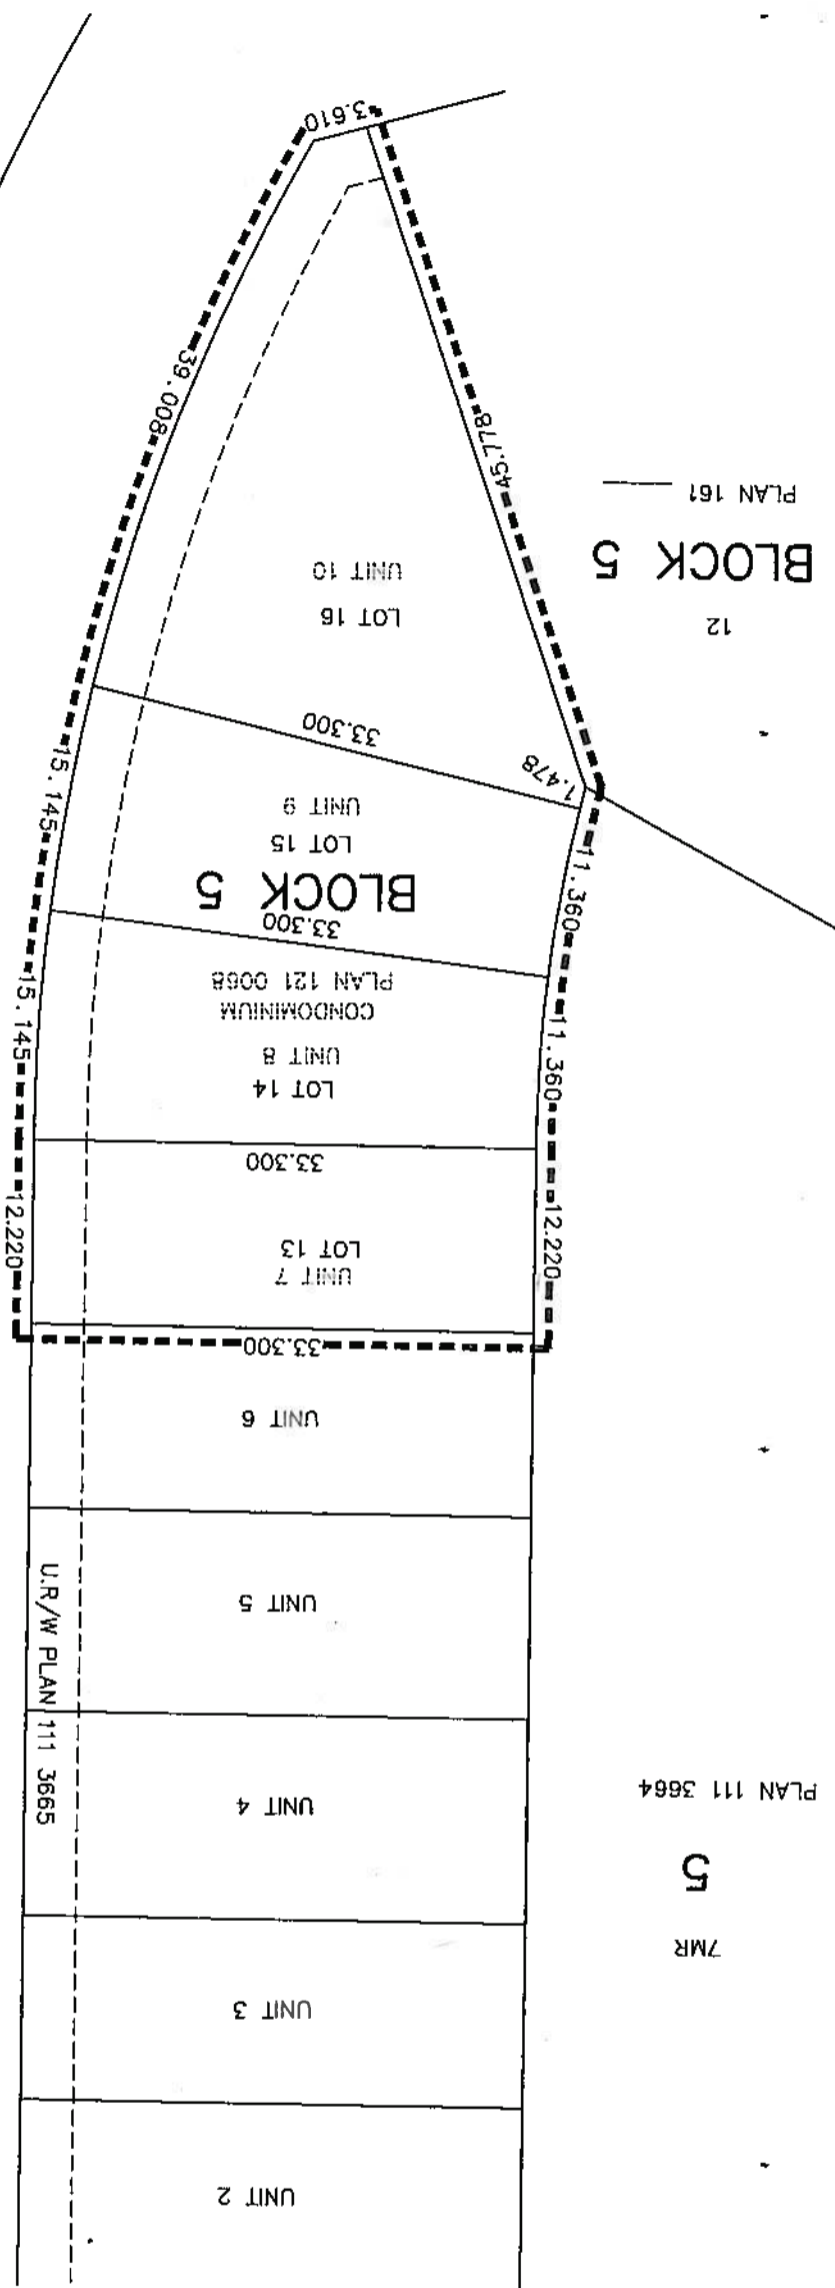 UNIT 2
UNIT 3
7MR
5
PLAN 111 3664
UNIT 4
U.R/W PLAN 111 3665
UNIT 5
UNIT 6
33.300
12.220
12.220
UNIT 7
LOT 13
33.300
LOT 14
UNIT 8
CONDOMINIUM
PLAN 121 0068
11.360
15.145
33.300
BLOCK 5
LOT 15
UNIT 9
11.360
15.145
1.478
33.300
LOT 16
UNIT 10
12
BLOCK 5
PLAN 161
45.778
39.008
3.610